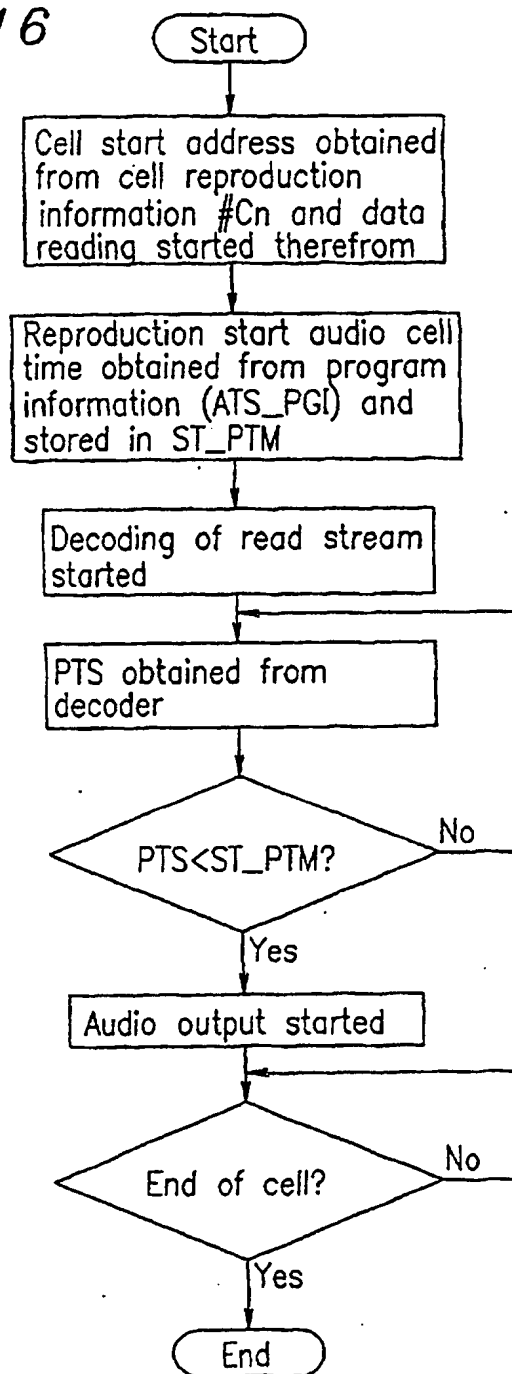 16
Start
Cell start address obtained
from cell reproduction
information #Cn and data
reading started therefrom
Reproduction start audio cell
time obtained from program
information (ATS_PGI) and
stored in ST_PTM
Decoding of read stream
started
PTS obtained from
decoder
PTS<ST_PTM?
No
Yes
Audio output started
End of cell?
No
Yes
End